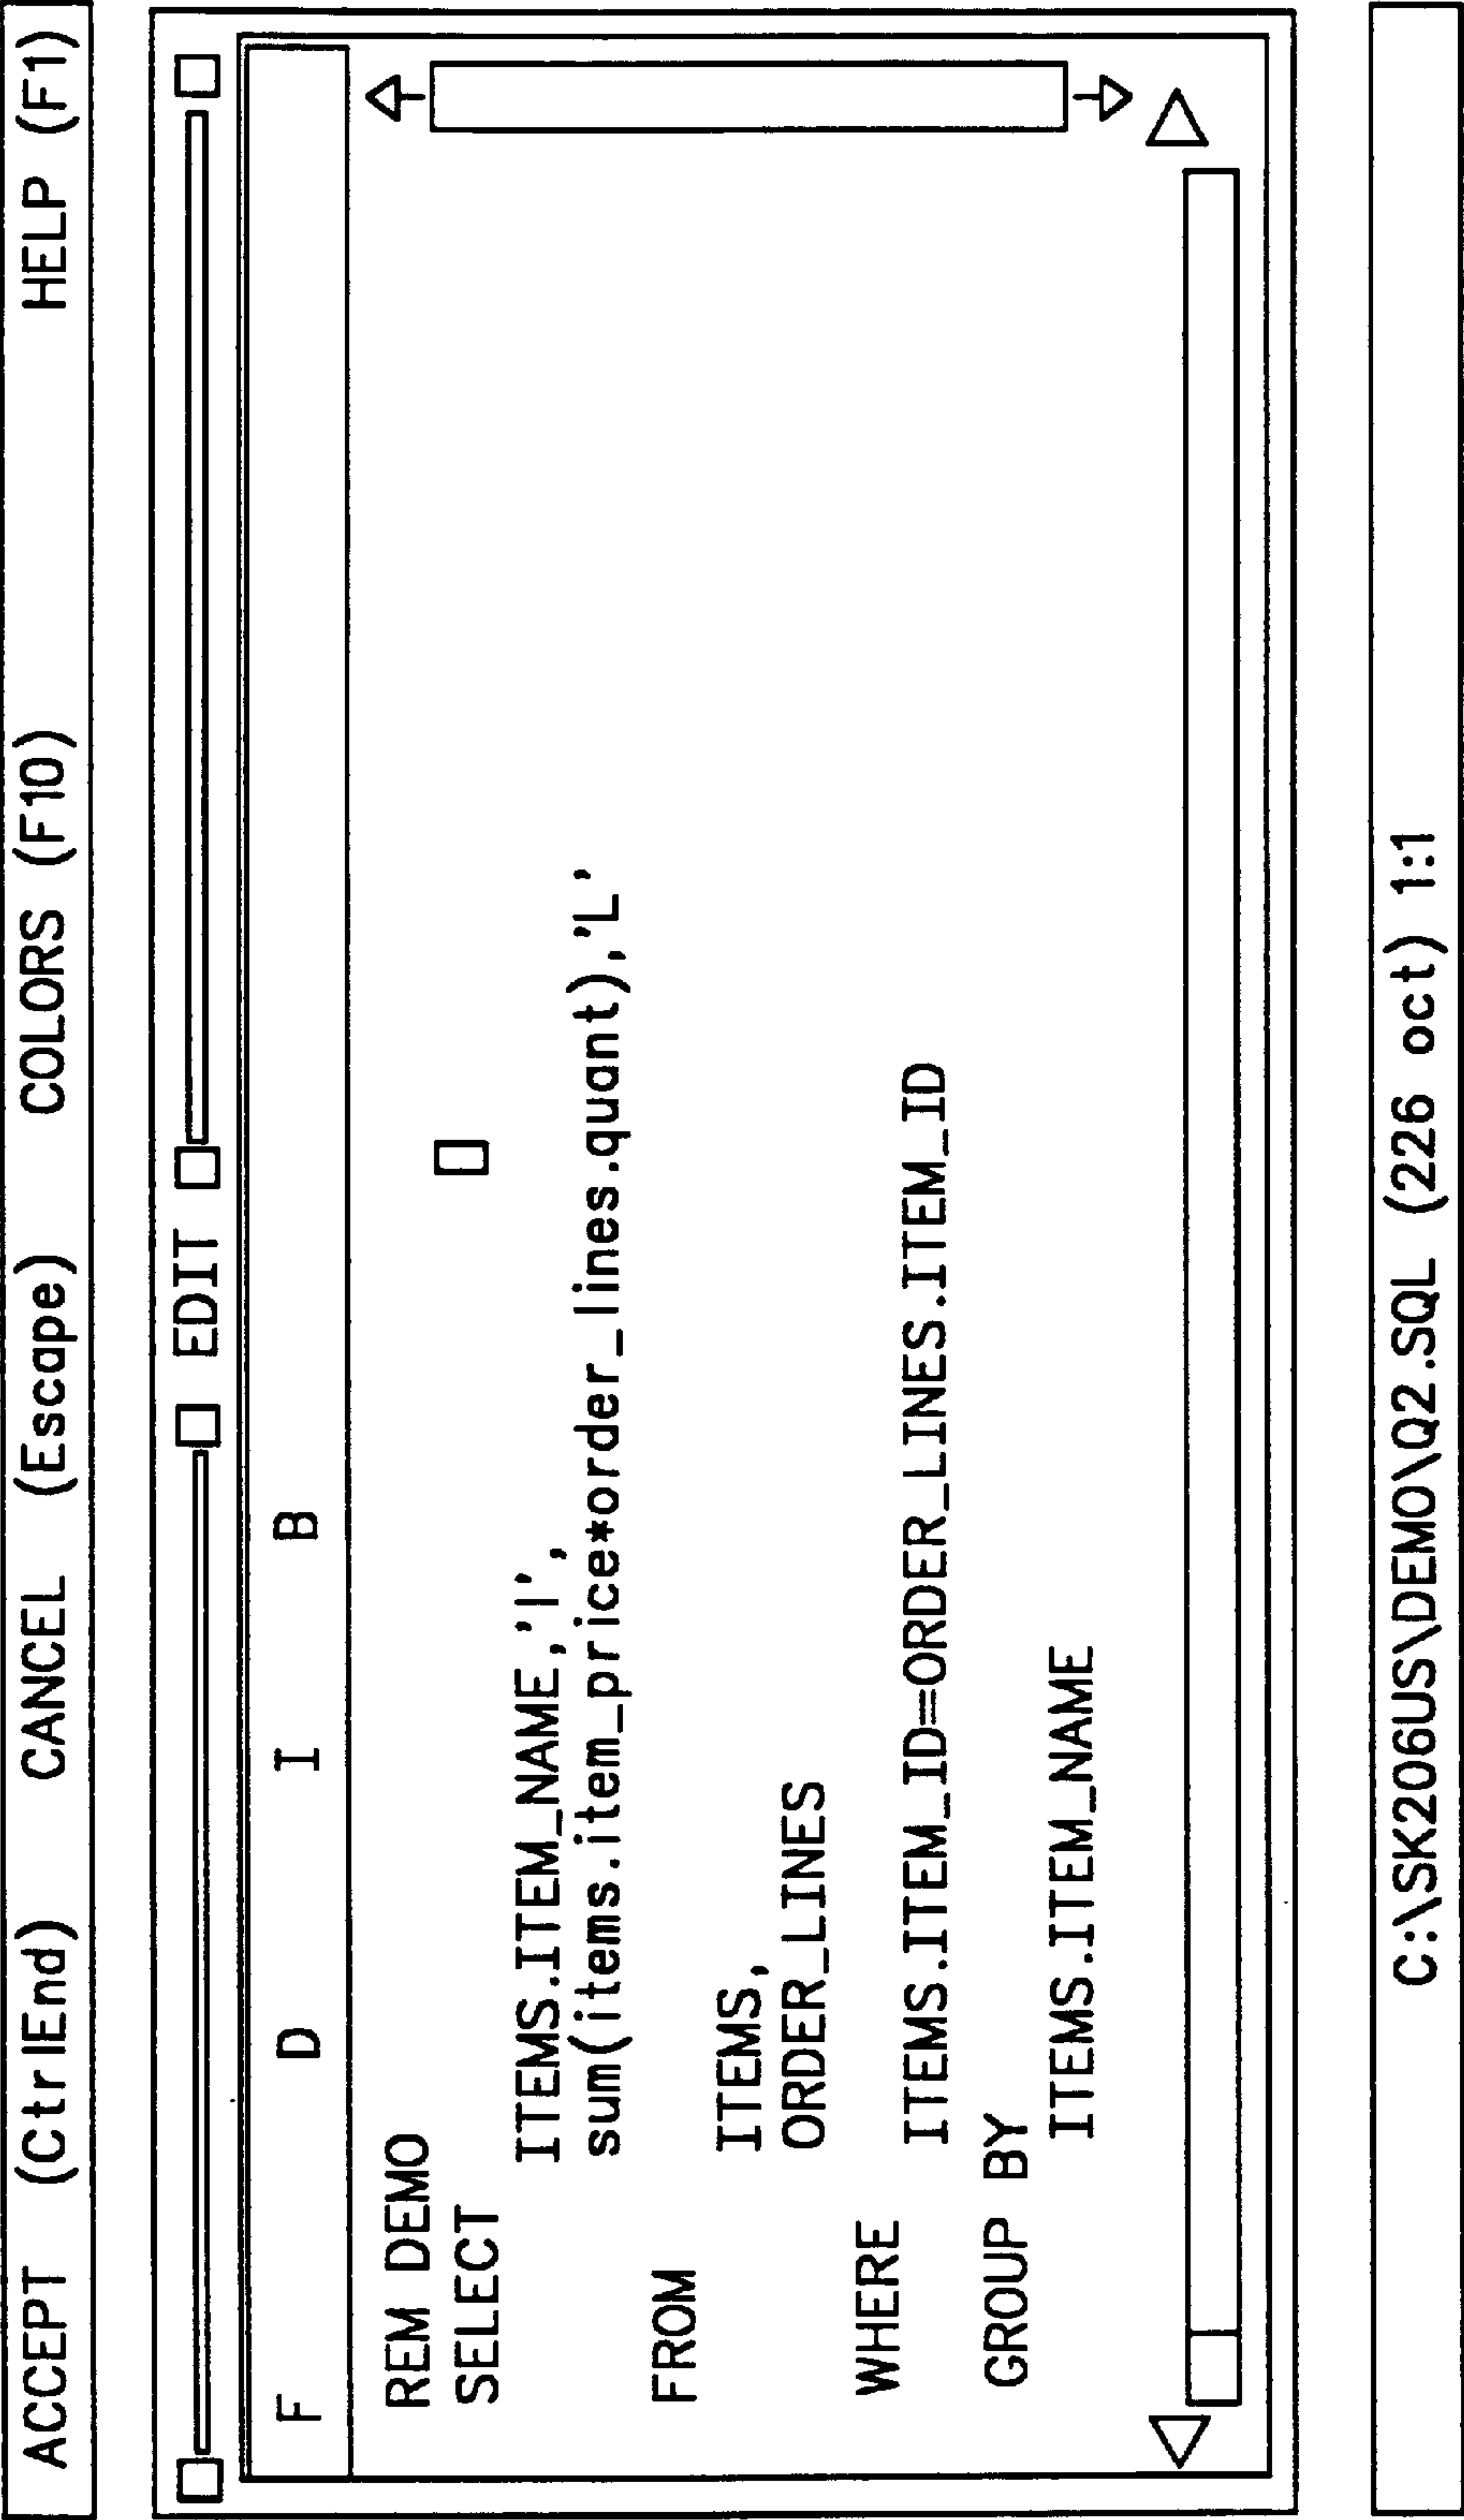 ACCEPT (CtrlEnd) CANCEL (Escape) COLORS (F10) HELP (F1)
EDIT
F D I B
REM DEMO
SELECT
ITEMS.ITEM_NAME,'|',
sum(items.item_price*order_lines.quant),'L'
FROM
ITEMS,
ORDER_LINES
WHERE
ITEMS.ITEM_ID=ORDER_LINES.ITEM_ID
GROUP BY
ITEMS.ITEM_NAME
C:\SK206US\DEMO\Q2.SQL (226 oct) 1:1